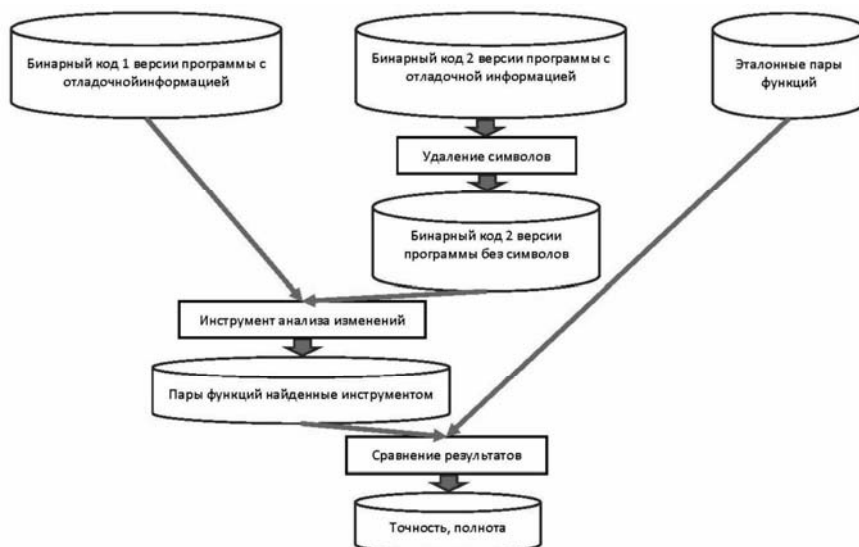 Бинарный код 1 версии программы с
отладочнойинформацией
Бинарный код 2 версии программы с
отладочной информацией
Эталонные пары
функций
Удаление символов
Бинарный код 2 версии
программы без символов
Инструмент анализа изменений
Пары функций найденные инструментом
Сравнение результатов
Точность, полнота